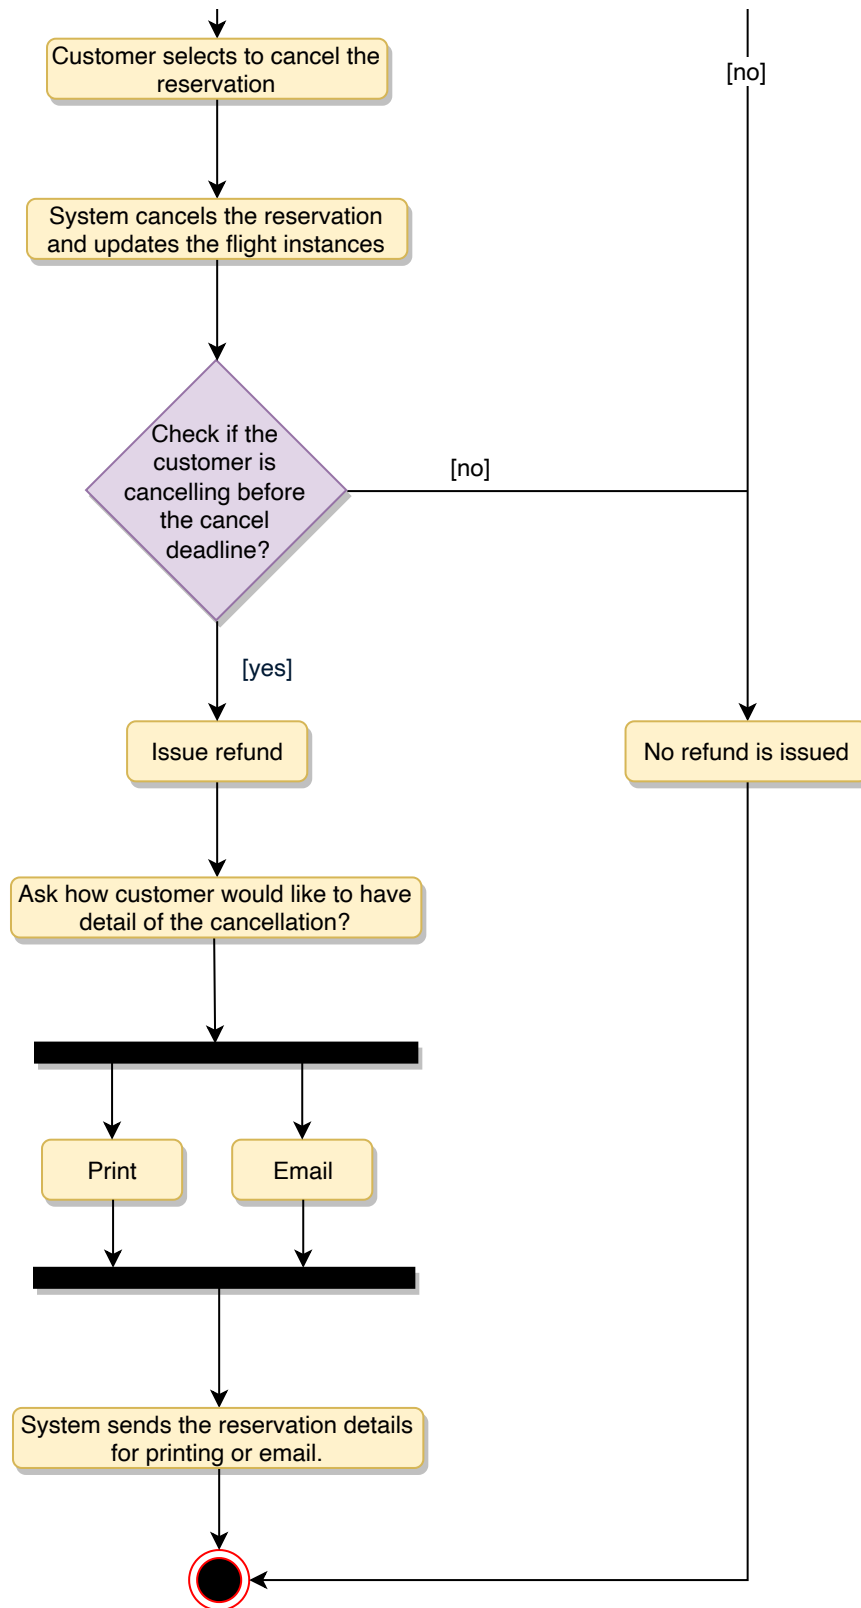 Customer selects to cancel the
reservation
[no]
System cancels the reservation
and updates the flight instances
Check if the
customer is
cancelling before
the cancel
deadline?
[no]
[yes]
Issue refund
No refund is issued
Ask how customer would like to have
detail of the cancellation?
Print
Email
System sends the reservation details
for printing or email.